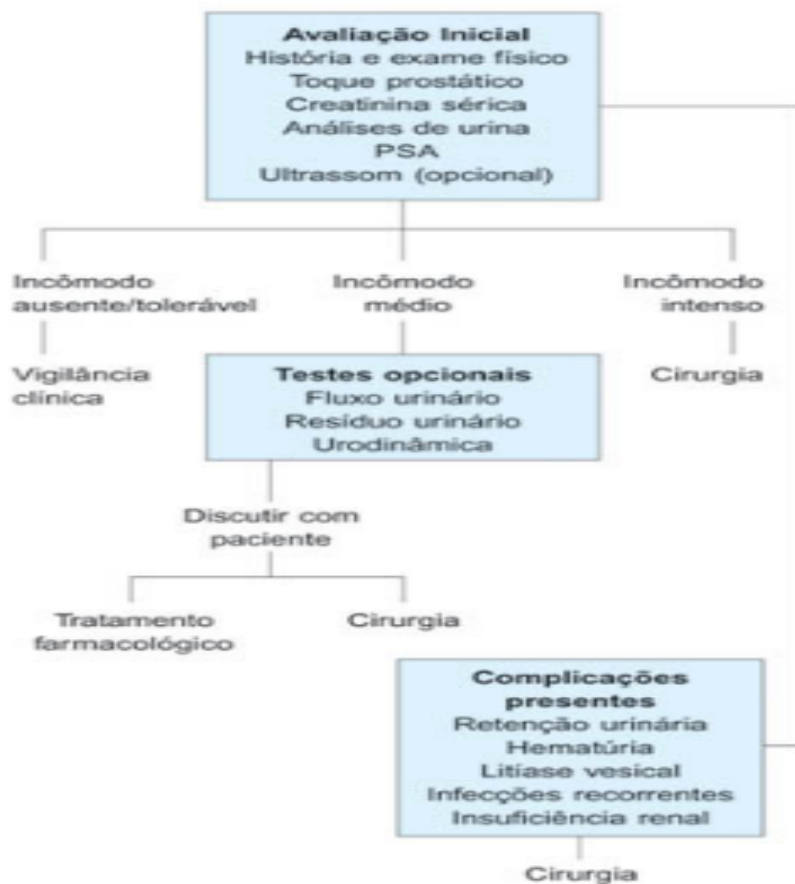 Avaliação Inicial
História e exame físico
Toque prostático
Creatinina sérica
Análises de urina
PSA
Ultrassom (opcional)
Incômodo
ausente/tolerável
Incômodo
médio
Incômodo
intenso
Vigilância
clínica
Testes opcionais
Fluxo urinário
Resíduo urinário
Urodinâmica
Cirurgia
Discutir com
paciente
Tratamento
farmacológico
Cirurgia
Complicações
presentes
Retenção urinária
Hematúria
Litíase vesical
Infecções recorrentes
Insuficiência renal
Cirurgia